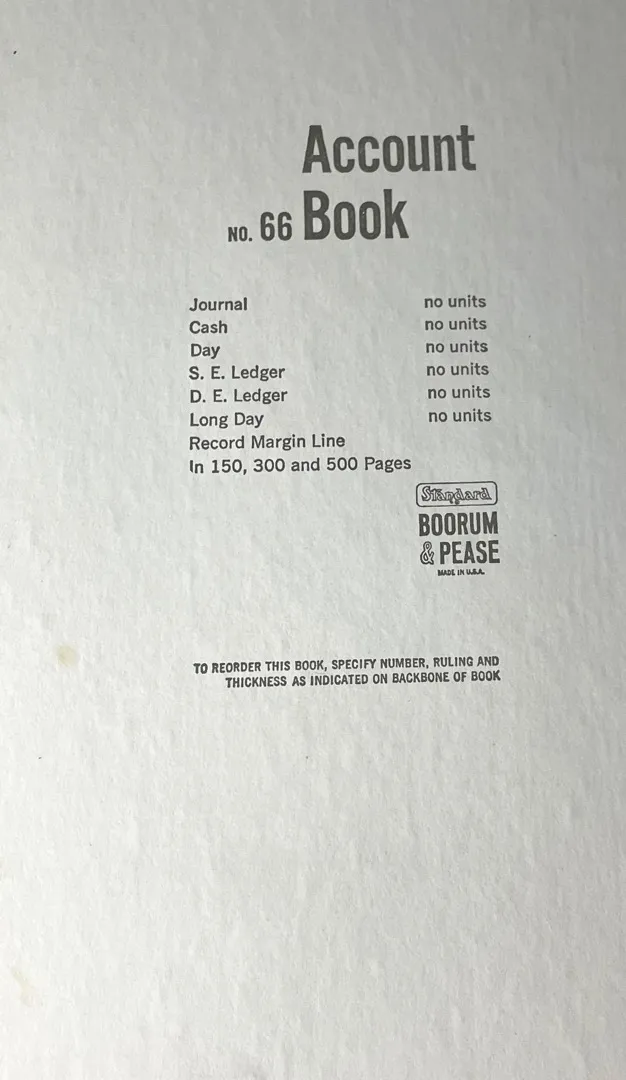 Account
No. 66 Book
Journal no units
Cash no units
Day no units
S. E. Ledger no units
D. E. Ledger no units
Long Day no units
Record Margin Line
In 150, 300 and 500 Pages
Standard
BOORUM
& PEASE
MADE IN U.S.A.
TO REORDER THIS BOOK, SPECIFY NUMBER, RULING AND
THICKNESS AS INDICATED ON BACKBONE OF BOOK